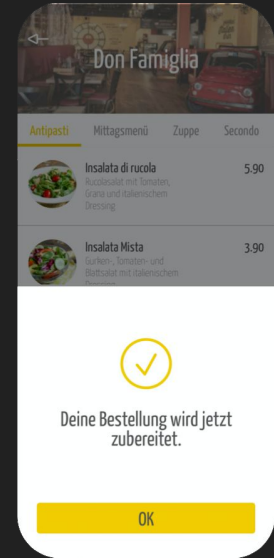 Don Famiglia
Antipasti Mittagsmenü Zuppe Secondo
Insalata di rucola 5.90
Rucolasalat mit Tomaten,
Grana und italienischem
Dressing
Insalata Mista 3.90
Gurken-, Tomaten- und
Blattsalat mit italienischem
Deine Bestellung wird jetzt
zubereitet.
OK